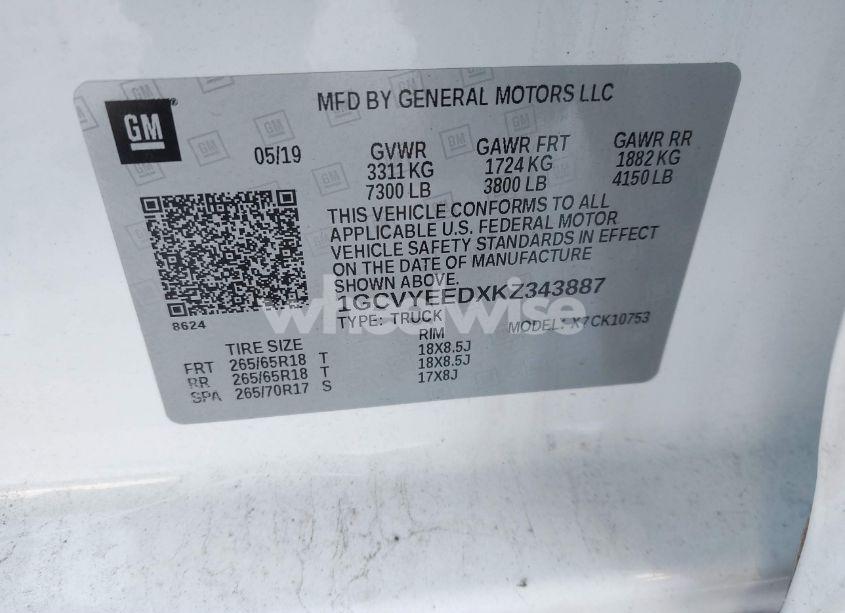 GM
MFD BY GENERAL MOTORS LLC
05/19
GVWR GAWR FRT GAWR RR
3311 KG 1724 KG 1882 KG
7300 LB 3800 LB 4150 LB
THIS VEHICLE CONFORMS TO ALL
APPLICABLE U.S. FEDERAL MOTOR
VEHICLE SAFETY STANDARDS IN EFFECT
ON THE DATE OF MANUFACTURE
SHOWN ABOVE.
1GCVYEEDXKZ343887
8624
TYPE: TRUCK MODEL: X7CK10753
TIRE SIZE RIM
FRT 265/65R18 T 18X8.5J
RR 265/65R18 T 18X8.5J
SPA 265/70R17 S 17X8J
wheelwise